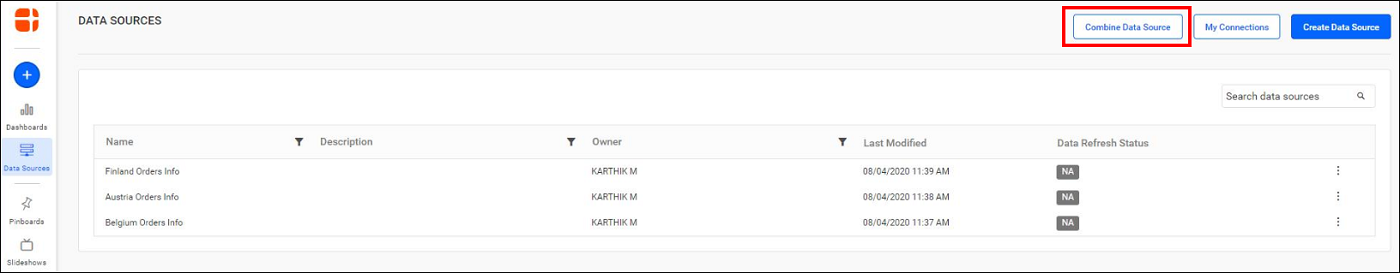 DATA SOURCES
Combine Data Source
My Connections
Create Data Source
Search data sources
Dashboards
Data Sources
Pinboards
Slideshows
Name Description Owner Last Modified Data Refresh Status
Finland Orders Info KARTHIK M 08/04/2020 11:39 AM NA
Austria Orders Info KARTHIK M 08/04/2020 11:38 AM NA
Belgium Orders Info KARTHIK M 08/04/2020 11:37 AM NA